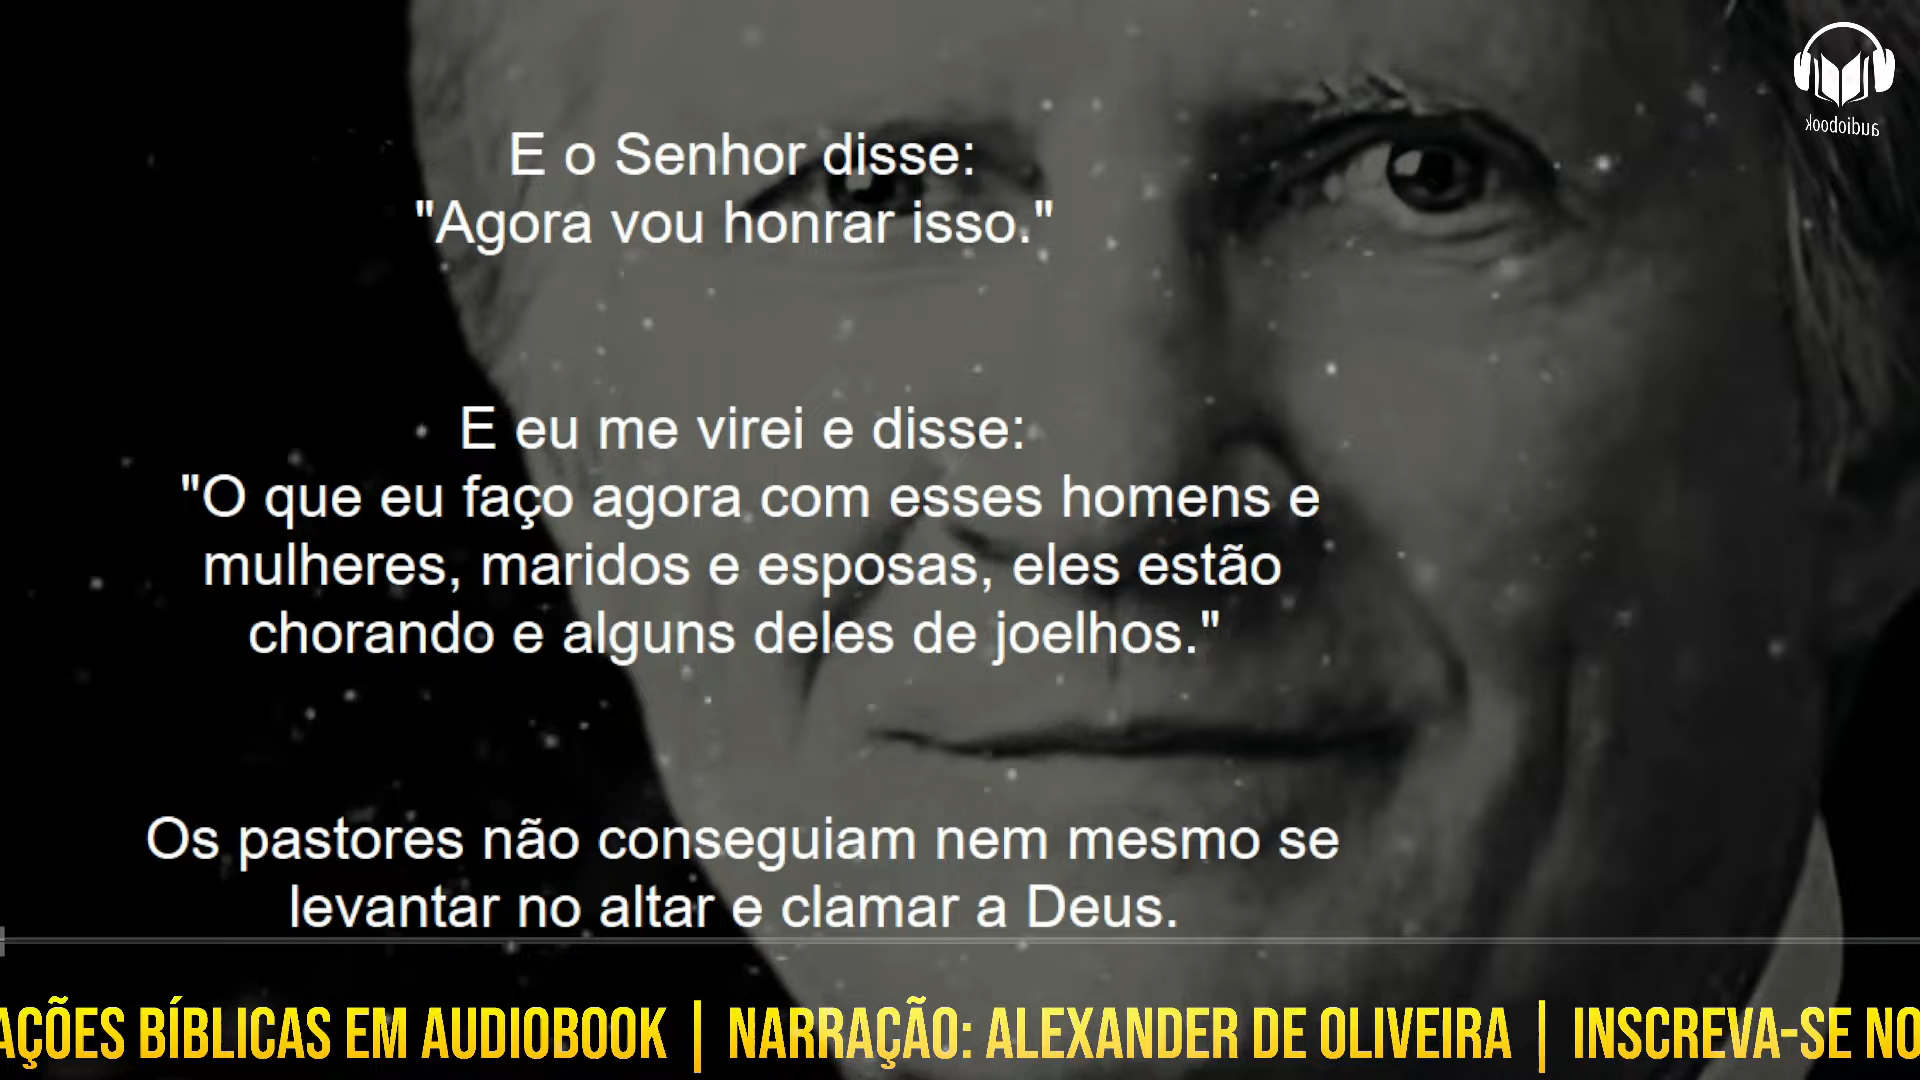 audiobook
E o Senhor disse:
"Agora vou honrar isso."
E eu me virei e disse:
"O que eu faço agora com esses homens e
mulheres, maridos e esposas, eles estão
chorando e alguns deles de joelhos."
Os pastores não conseguiam nem mesmo se
levantar no altar e clamar a Deus.
AÇÕES BÍBLICAS EM AUDIOBOOK | NARRAÇÃO: ALEXANDER DE OLIVEIRA | INSCREVA-SE NO